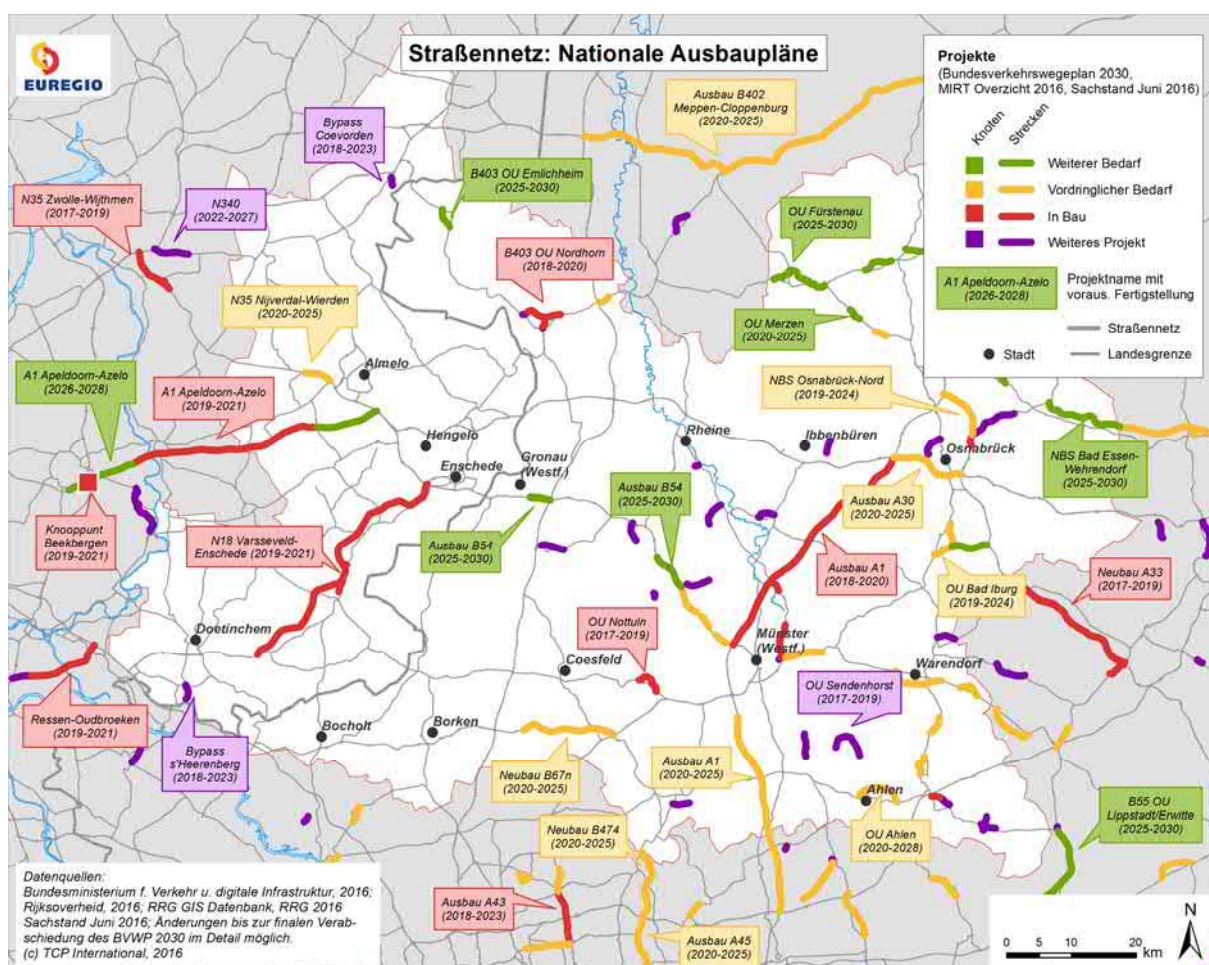 EUREGIO
Straßennetz: Nationale Ausbaupläne
Projekte
(Bundesverkehrswegeplan 2030,
MIRT Overzicht 2016, Sachstand Juni 2016)
Knoten
Strecken
Weiterer Bedarf
Vordringlicher Bedarf
In Bau
Weiteres Projekt
A1 Apeldoorn-Azelo
(2026-2028)
Projektname mit
voraus. Fertigstellung
Straßennetz
Stadt
Landesgrenze
Ausbau B402
Meppen-Cloppenburg
(2020-2025)
Bypass
Coevorden
(2018-2023)
B403 OU Emlichheim
(2025-2030)
N35 Zwolle-Wijthmen
(2017-2019)
N340
(2022-2027)
OU Fürstenau
(2025-2030)
B403 OU Nordhorn
(2018-2020)
N35 Nijverdal-Wierden
(2020-2025)
OU Merzen
(2020-2025)
Almelo
A1 Apeldoorn-Azelo
(2026-2028)
A1 Apeldoorn-Azelo
(2019-2021)
NBS Osnabrück-Nord
(2019-2024)
Hengelo
Rheine
Ibbenbüren
Osnabrück
Enschede
Gronau
(Westf.)
NBS Bad Essen-
Wehrendorf
(2025-2030)
Ausbau B54
(2025-2030)
Ausbau A30
(2020-2025)
Knooppunt
Beekbergen
(2019-2021)
N18 Varsseveld-
Enschede (2019-2021)
Ausbau B54
(2025-2030)
Ausbau A1
(2018-2020)
Neubau A33
(2017-2019)
OU Bad Iburg
(2019-2024)
Doetinchem
OU Nottuln
(2017-2019)
Münster
(Westf.)
Coesfeld
Warendorf
OU Sendenhorst
(2017-2019)
Ressen-Oudbroeken
(2019-2021)
Bypass
s'Heerenberg
(2018-2023)
Bocholt
Borken
Neubau B67n
(2020-2025)
Ausbau A1
(2020-2025)
Ahlen
B55 OU
Lippstadt/Erwitte
(2025-2030)
Neubau B474
(2020-2025)
OU Ahlen
(2020-2028)
Ausbau A43
(2018-2023)
Ausbau A45
(2020-2025)
Datenquellen:
Bundesministerium f. Verkehr u. digitale Infrastruktur, 2016;
Rijksoverheid, 2016; RRG GIS Datenbank, RRG 2016
Sachstand Juni 2016; Änderungen bis zur finalen Verab-
schiedung des BVWP 2030 im Detail möglich.
(c) TCP International, 2016
N
0 5 10 20
km